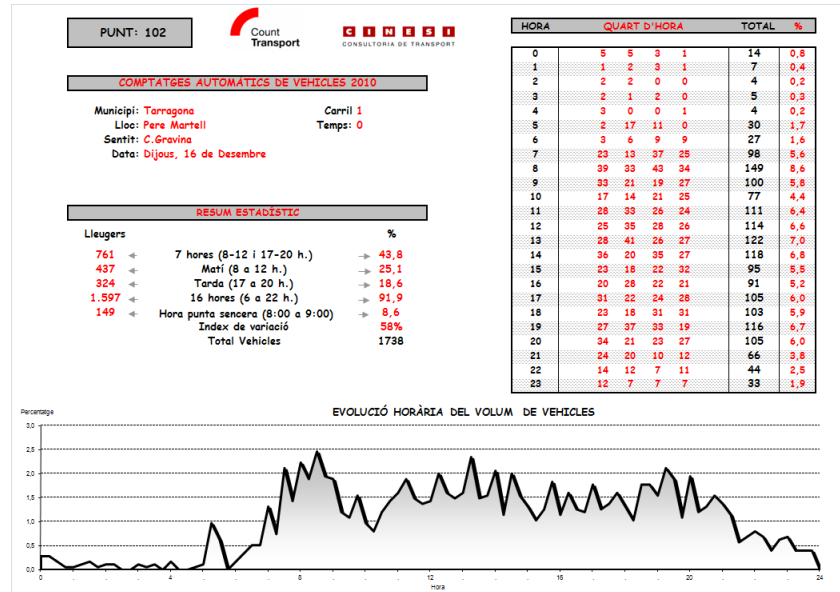 PUNT: 102
Count
Transport
CINESI
CONSULTORIA DE TRANSPORT
COMPTATGES AUTOMÀTICS DE VEHICLES 2010
Municipi: Tarragona Carril 1
Lloc: Pere Martell Temps: 0
Sentit: C.Gravina
Data: Dijous, 16 de Desembre
RESUM ESTADÍSTIC
Lleugers %
761 7 hores (8-12 i 17-20 h.) 43,8
437 Matí (8 a 12 h.) 25,1
324 Tarda (17 a 20 h.) 18,6
1.597 16 hores (6 a 22 h.) 91,9
149 Hora punta sencera (8:00 a 9:00) 8,6
Index de variació 58%
Total Vehicles 1738
HORA QUART D'HORA TOTAL %
0 5 5 3 1 14 0,8
1 1 2 3 1 7 0,4
2 2 2 0 0 4 0,2
3 2 1 2 0 5 0,3
4 3 0 0 1 4 0,2
5 2 17 11 0 30 1,7
6 3 6 9 9 27 1,6
7 23 13 37 25 98 5,6
8 39 33 43 34 149 8,6
9 33 21 19 27 100 5,8
10 17 14 21 25 77 4,4
11 28 33 26 24 111 6,4
12 25 35 28 26 114 6,6
13 28 41 26 27 122 7,0
14 36 20 35 27 118 6,8
15 23 18 22 32 95 5,5
16 20 28 22 21 91 5,2
17 31 22 24 28 105 6,0
18 23 18 31 31 103 5,9
19 27 37 33 19 116 6,7
20 34 21 23 27 105 6,0
21 24 20 10 12 66 3,8
22 14 12 7 11 44 2,5
23 12 7 7 7 33 1,9
EVOLUCIÓ HORÀRIA DEL VOLUM DE VEHICLES
Percentatge
3,0
2,5
2,0
1,5
1,0
0,5
0,0
0 4 8 12 16 20 24
Hora